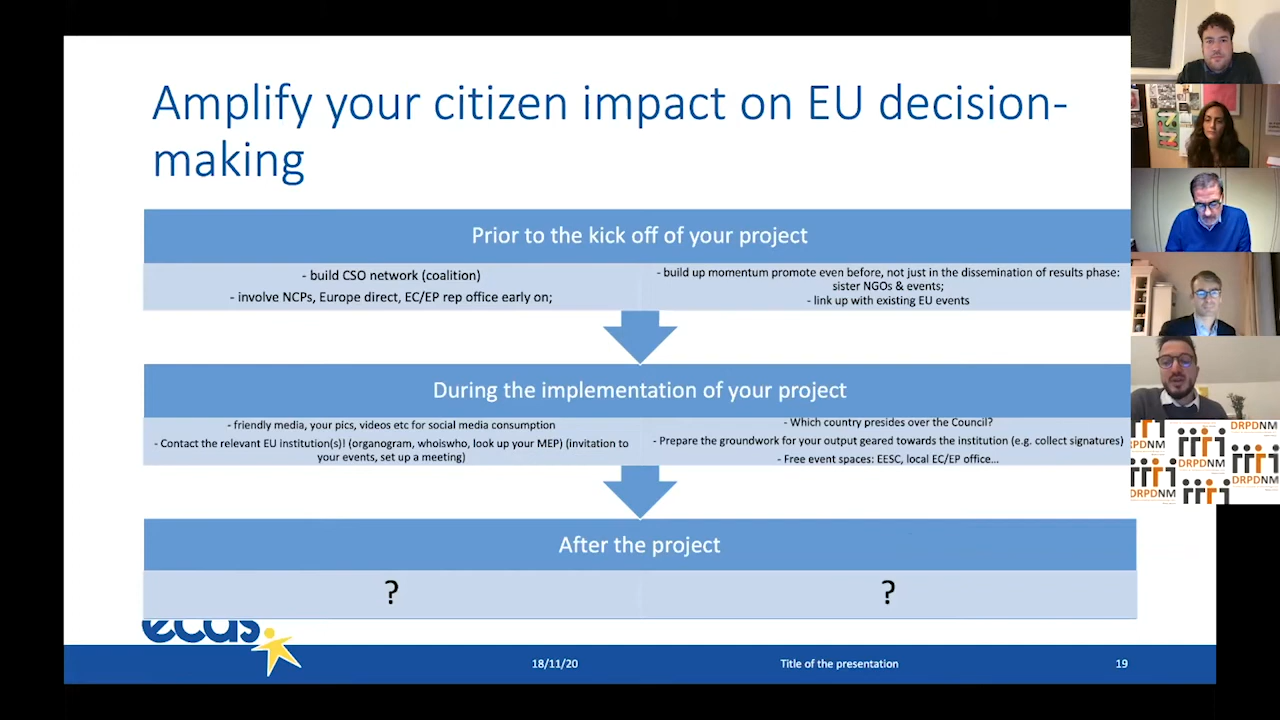 Amplify your citizen impact on EU decision-
making
Prior to the kick off of your project
- build CSO network (coalition)
- involve NCPs, Europe direct, EC/EP rep office early on;
- build up momentum promote even before, not just in the dissemination of results phase:
sister NGOs & events;
- link up with existing EU events
During the implementation of your project
- friendly media, your pics, videos etc for social media consumption
- Contact the relevant EU institution(s)! (organogram, whoiswho, look up your MEP) (invitation to
your events, set up a meeting)
- Which country presides over the Council?
- Prepare the groundwork for your output geared towards the institution (e.g. collect signatures)
- Free event spaces: EESC, local EC/EP office...
After the project
?
?
ecas
18/11/20
Title of the presentation
19
DRPDNM
DRPDNM
DRPDNM
DRPDNM
DRPDNM
DRPDNM